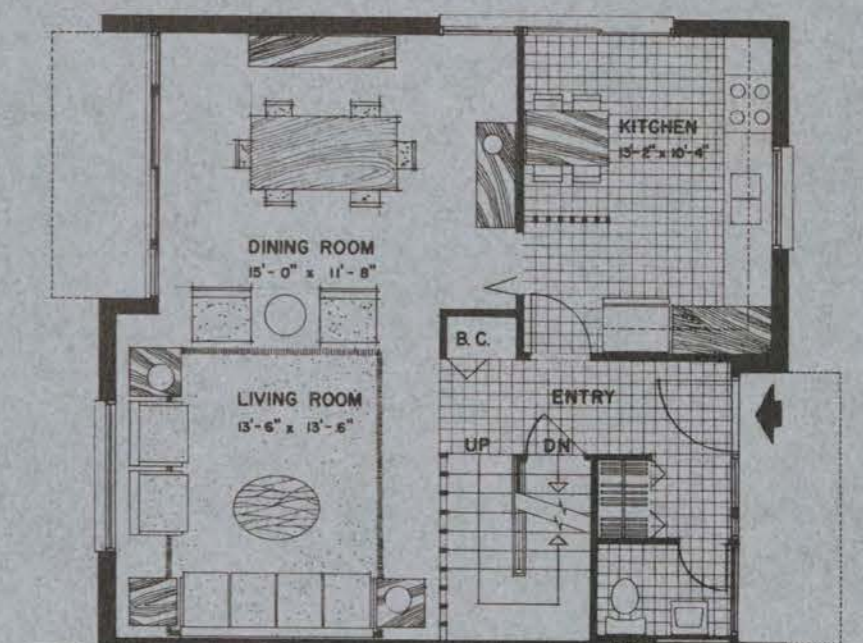 KITCHEN
13'-2" x 10'-4"
DINING ROOM
15'-0" x 11'-8"
B.C.
LIVING ROOM
13'-6" x 13'-6"
ENTRY
UP
DN